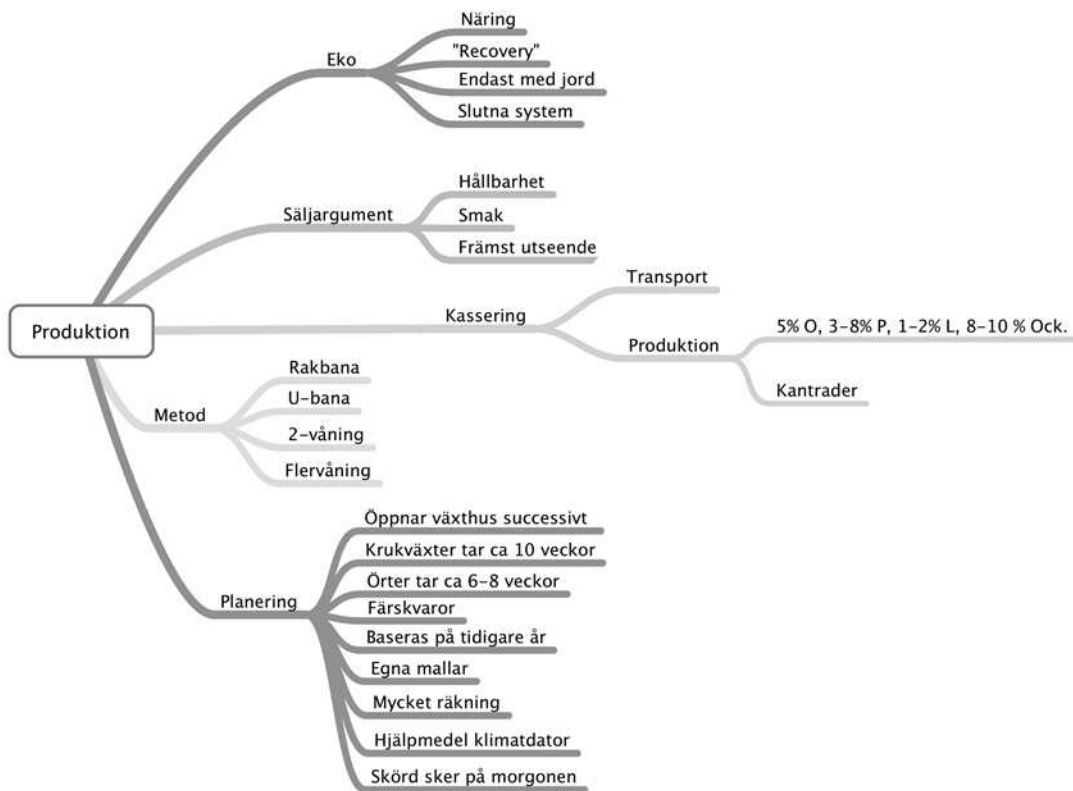 Produktion
Eko
Näring
"Recovery"
Endast med jord
Slutna system
Säljargument
Hållbarhet
Smak
Främst utseende
Kassering
Transport
Produktion
5% O, 3-8% P, 1-2% L, 8-10 % Ock.
Kantrader
Metod
Rakbana
U-bana
2-våning
Flervåning
Planering
Öppnar växthus successivt
Krukväxter tar ca 10 veckor
Örter tar ca 6-8 veckor
Färskvaror
Baseras på tidigare år
Egna mallar
Mycket räkning
Hjälpmedel klimatdator
Skörd sker på morgonen